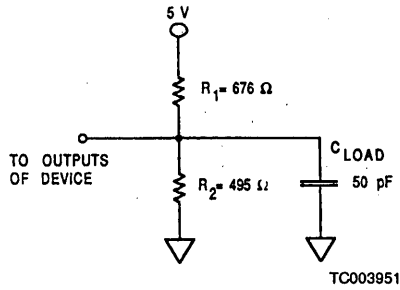 5 V
R1= 676 Ω
TO OUTPUTS
OF DEVICE
R2= 495 Ω
CLOAD
50 pF
TC003951